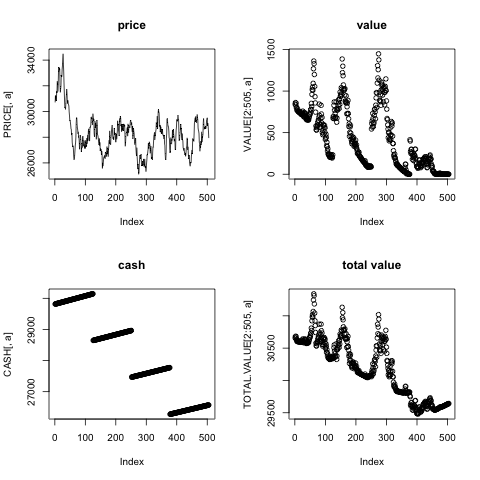 price
value
PRICE[, a]
26000
30000
34000
0 100 200 300 400 500
Index
VALUE[2:505, a]
0
500
1000
1500
0 100 200 300 400 500
Index
cash
total value
CASH[, a]
27000
29000
0 100 200 300 400 500
Index
TOTAL.VALUE[2:505, a]
29500
30500
0 100 200 300 400 500
Index